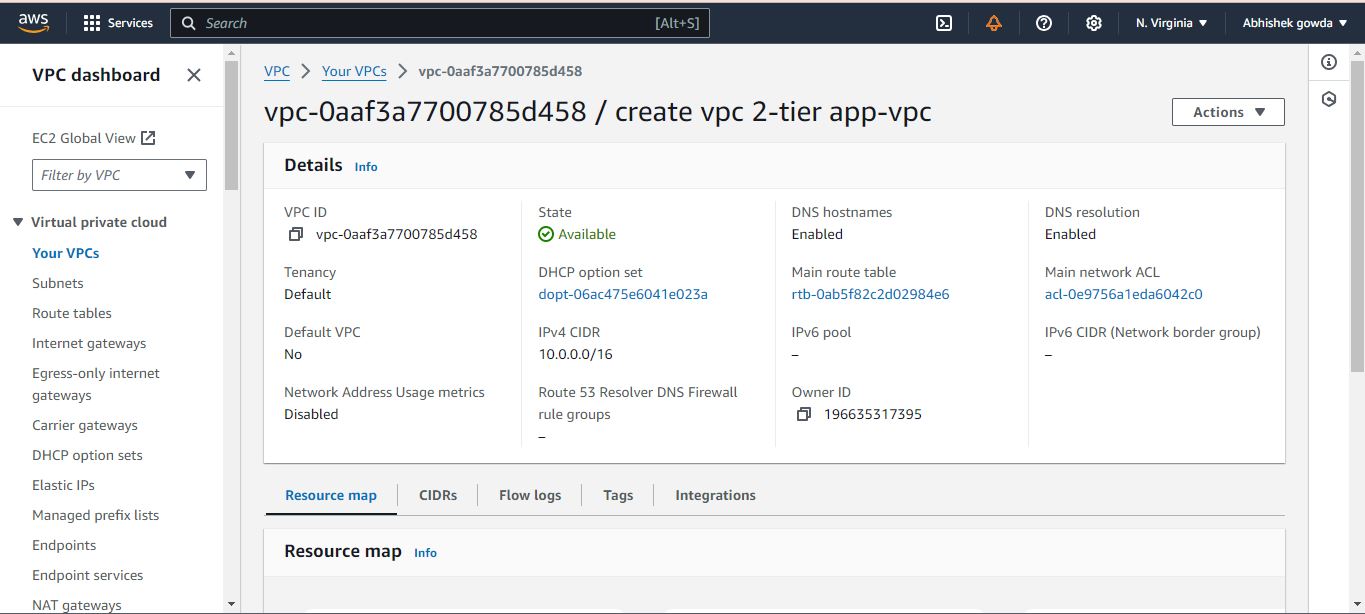 aws
Services
Search [Alt+S]
N. Virginia
Abhishek gowda
VPC dashboard
EC2 Global View
Filter by VPC
Virtual private cloud
Your VPCs
Subnets
Route tables
Internet gateways
Egress-only internet
gateways
Carrier gateways
DHCP option sets
Elastic IPs
Managed prefix lists
Endpoints
Endpoint services
NAT gateways
VPC
Your VPCs
vpc-0aaf3a7700785d458
vpc-0aaf3a7700785d458 / create vpc 2-tier app-vpc
Actions
Details Info
VPC ID
vpc-0aaf3a7700785d458
State
Available
DNS hostnames
Enabled
DNS resolution
Enabled
Tenancy
Default
DHCP option set
dopt-06ac475e6041e023a
Main route table
rtb-0ab5f82c2d02984e6
Main network ACL
acl-0e9756a1eda6042c0
Default VPC
No
IPv4 CIDR
10.0.0.0/16
IPv6 pool
–
IPv6 CIDR (Network border group)
–
Network Address Usage metrics
Disabled
Route 53 Resolver DNS Firewall
rule groups
–
Owner ID
196635317395
Resource map
CIDRs
Flow logs
Tags
Integrations
Resource map Info